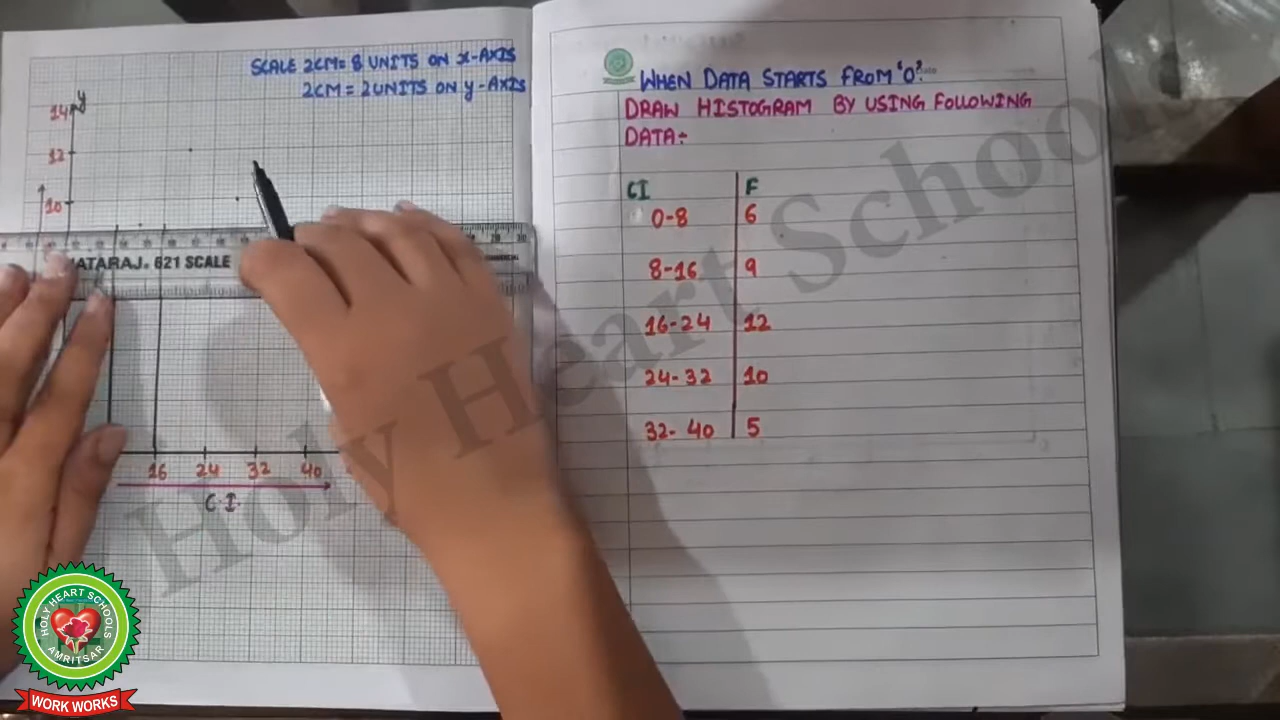 SCALE 2CM= 8 UNITS ON x-AXIS
2CM = 2UNITS ON y-AXIS
y
14
12
10
NATARAJ. 621 SCALE
16 24 32 40
C.I.
WHEN DATA STARTS FROM '0'.
DRAW HISTOGRAM BY USING FOLLOWING
DATA:-
CI F
0-8 6
8-16 9
16-24 12
24-32 10
32-40 5
Holy Heart Schools
HOLY HEART SCHOOLS
AMRITSAR
WORK WORKS